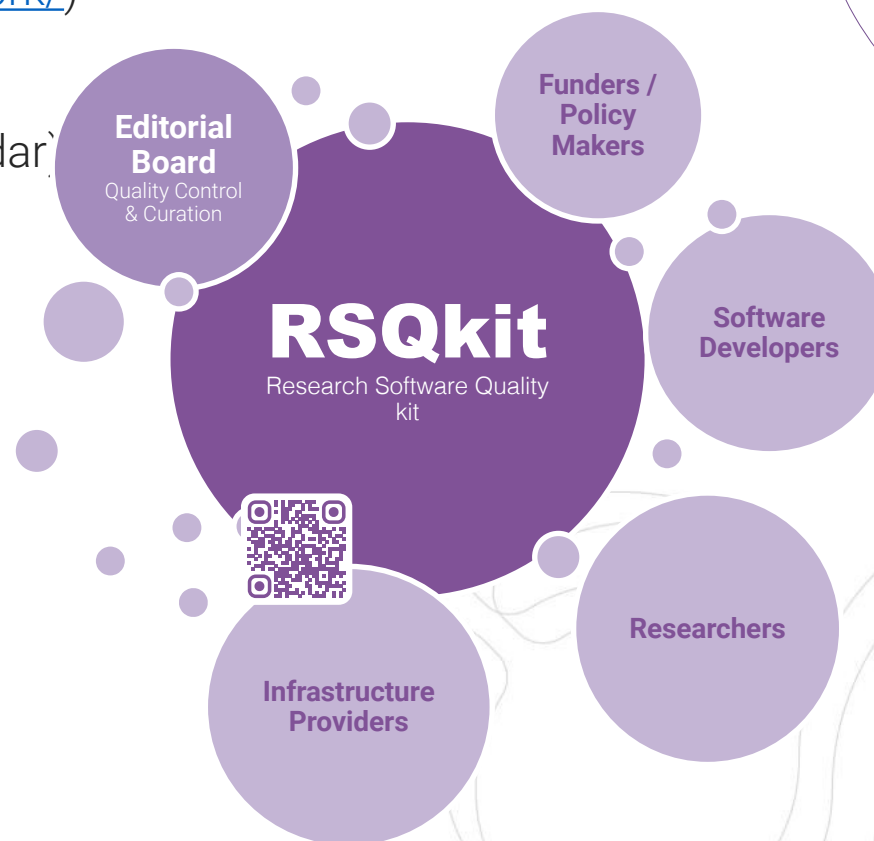 Editorial
Board
Quality Control
& Curation
Funders /
Policy
Makers
RSQkit
Research Software Quality
kit
Software
Developers
Researchers
Infrastructure
Providers